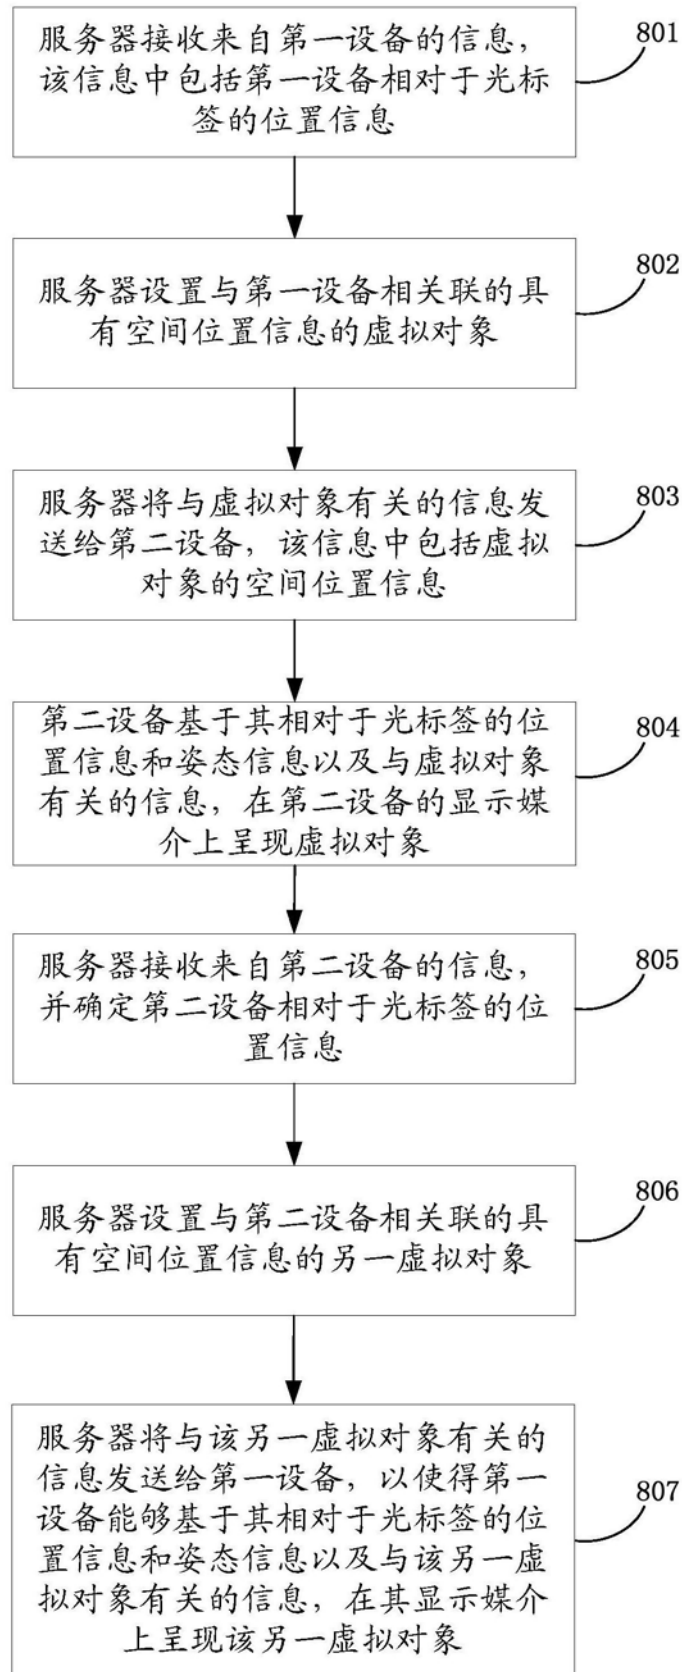 服务器接收来自第一设备的信息，
该信息中包括第一设备相对于光标
签的位置信息
801
服务器设置与第一设备相关联的具
有空间位置信息的虚拟对象
802
服务器将与虚拟对象有关的信息发
送给第二设备，该信息中包括虚拟
对象的空间位置信息
803
第二设备基于其相对于光标签的位
置信息和姿态信息以及与虚拟对象
有关的信息，在第二设备的显示媒
介上呈现虚拟对象
804
服务器接收来自第二设备的信息，
并确定第二设备相对于光标签的位
置信息
805
服务器设置与第二设备相关联的具
有空间位置信息的另一虚拟对象
806
服务器将与该另一虚拟对象有关的
信息发送给第一设备，以使得第一
设备能够基于其相对于光标签的位
置信息和姿态信息以及与该另一虚
拟对象有关的信息，在其显示媒介
上呈现该另一虚拟对象
807